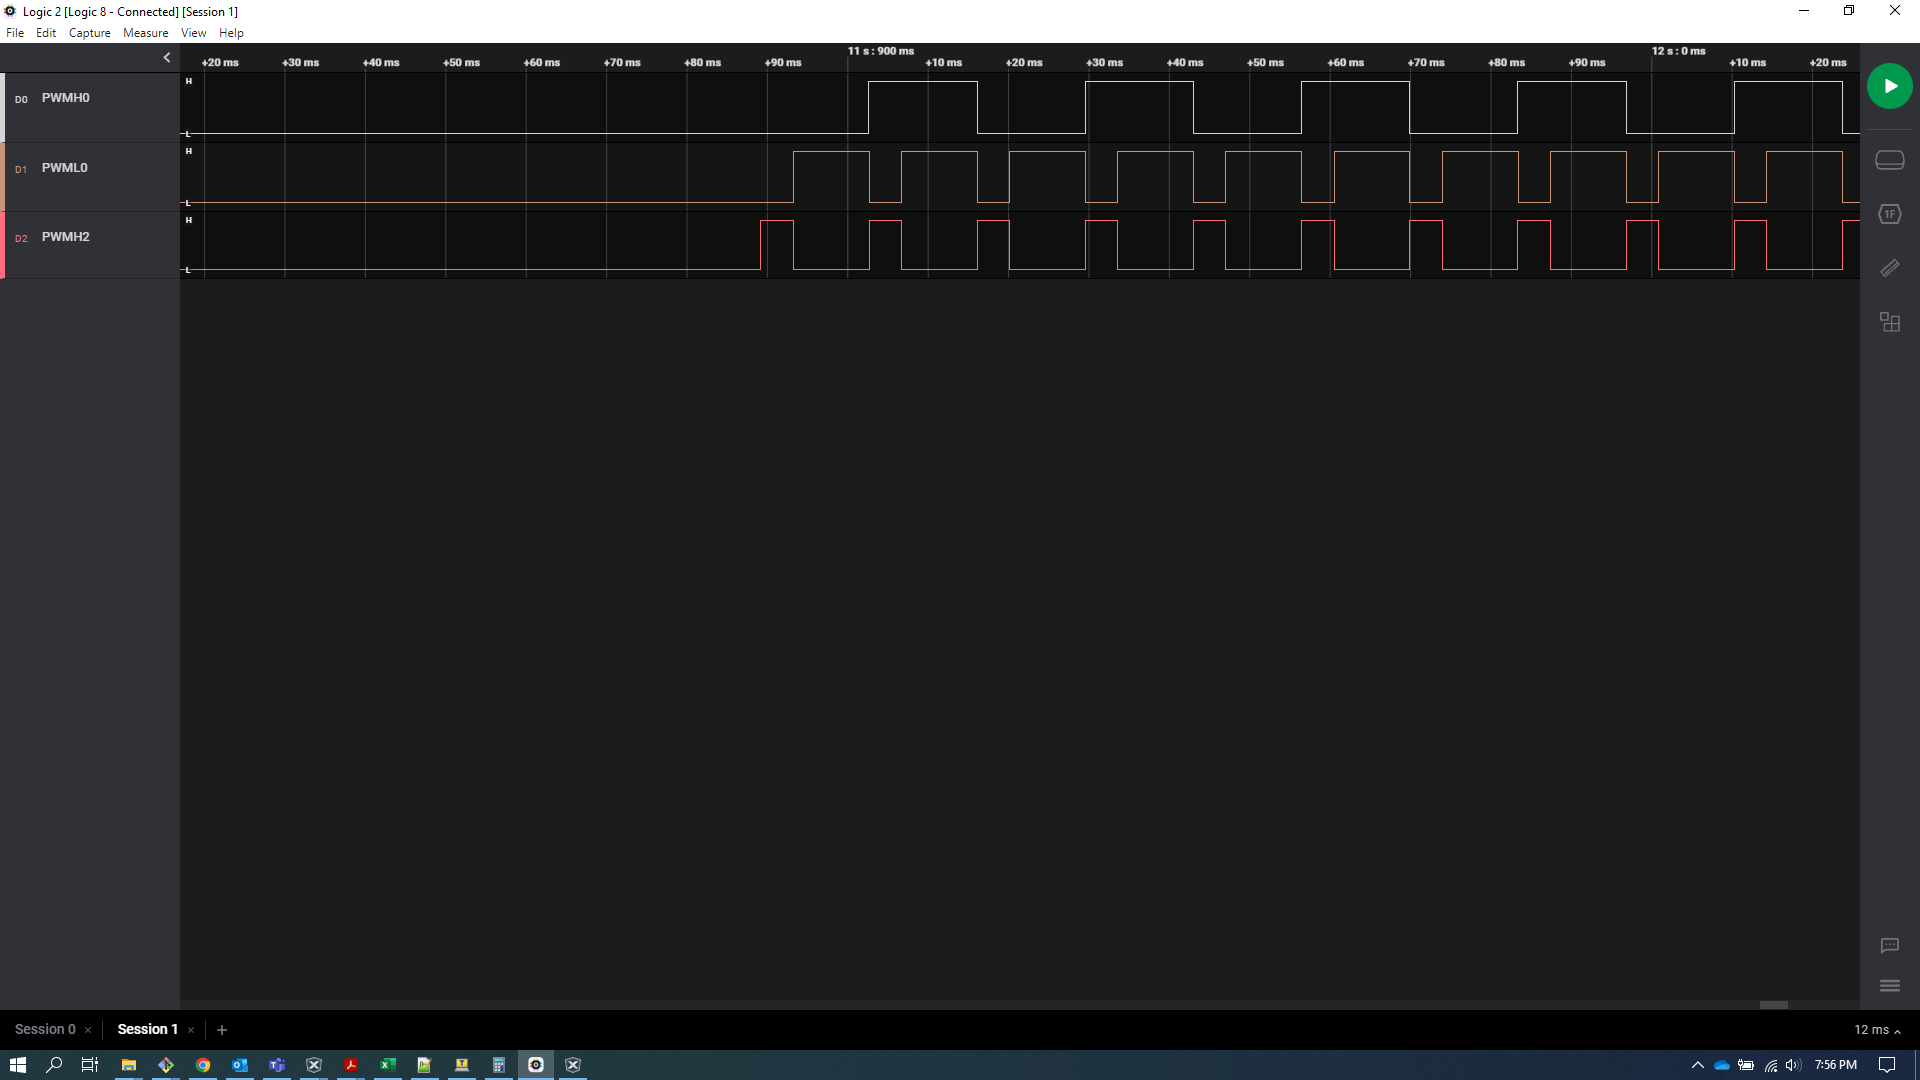 Logic 2 [Logic 8 - Connected] [Session 1]
File Edit Capture Measure View Help
11 s : 900 ms 12 s : 0 ms
+20 ms +30 ms +40 ms +50 ms +60 ms +70 ms +80 ms +90 ms +10 ms +20 ms +30 ms +40 ms +50 ms +60 ms +70 ms +80 ms +90 ms +10 ms +20 ms
H
D0 PWMH0
L
H
D1 PWML0
L
H
D2 PWMH2
L
1F
Session 0 Session 1 12 ms
7:56 PM